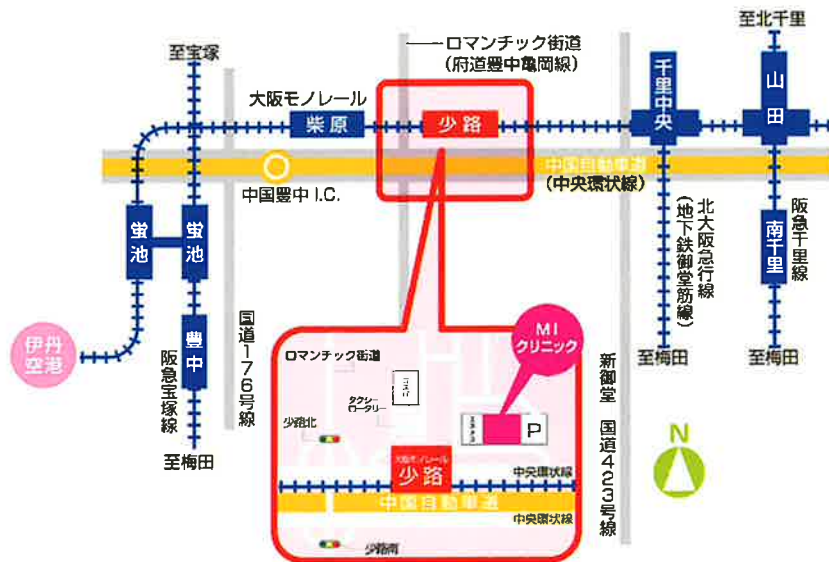 至北千里
ロマンチック街道
(府道豊中亀岡線)
至宝塚
大阪モノレール
柴原
少路
千里中央
山田
中国自動車道
(中央環状線)
中国豊中 I.C.
蛍池
蛍池
北大阪急行線
(地下鉄御堂筋線)
南千里
阪急千里線
伊丹
空港
豊中
阪急宝塚線
国道176号線
至梅田
新御堂 国道423号線
至梅田
至梅田
N
MI
クリニック
ロマンチック街道
タクシー
ロータリー
少路北
P
大阪モノレール
少路
中央環状線
中国自動車道
中央環状線
少路南